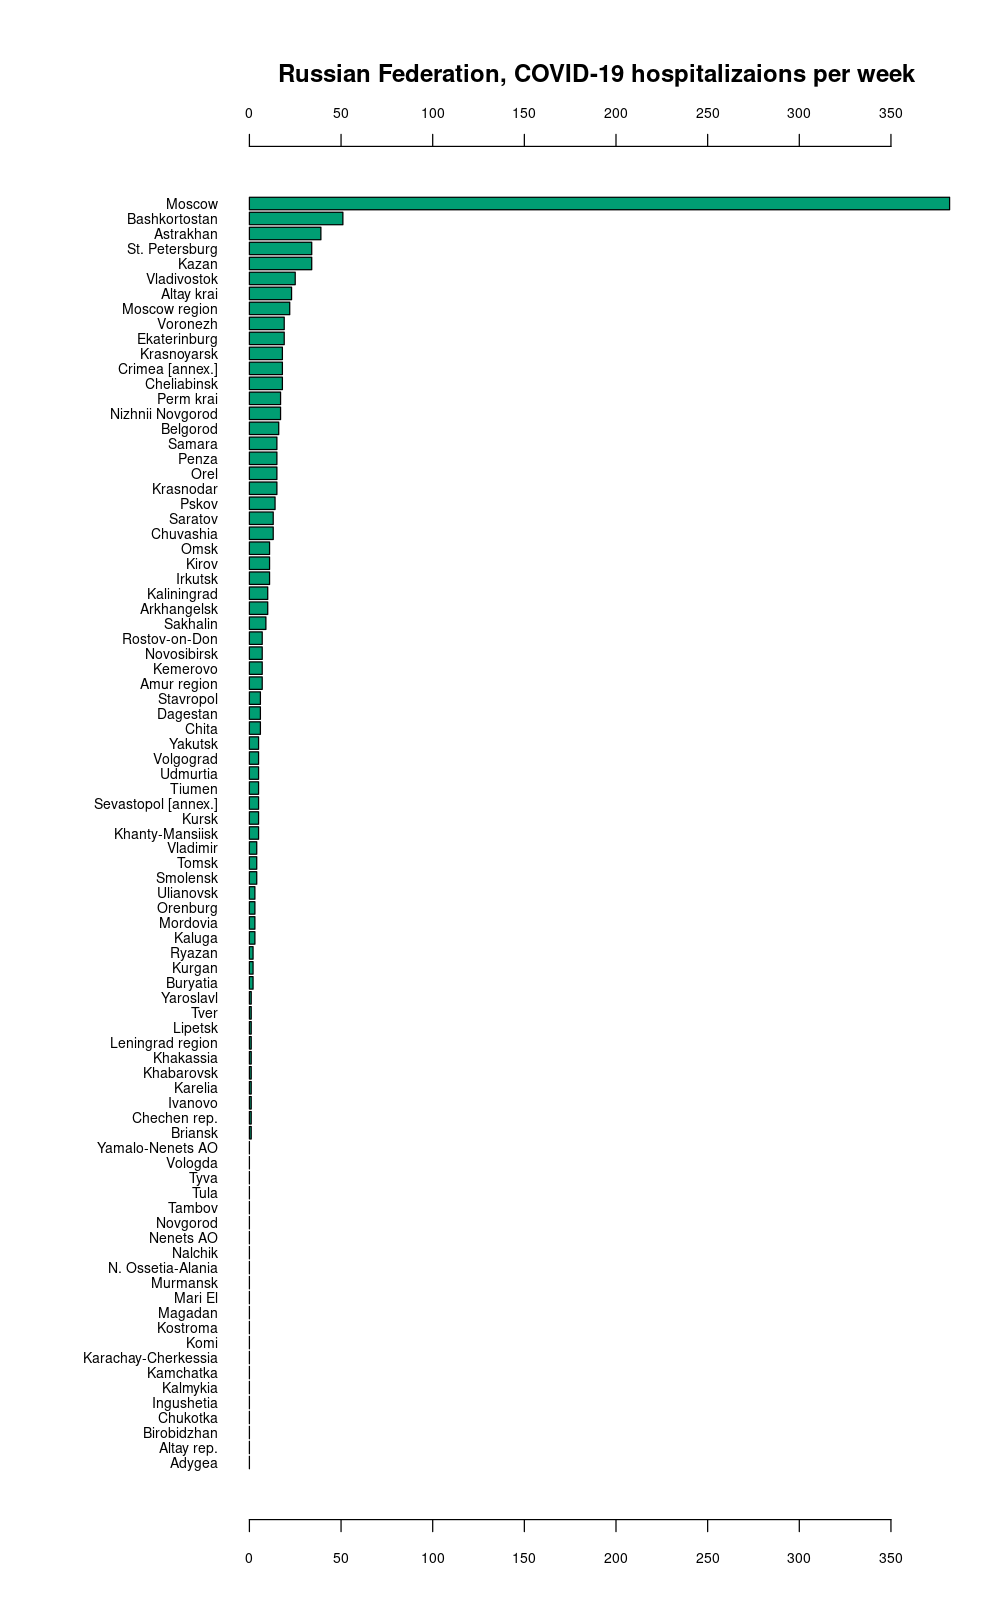 Russian Federation, COVID-19 hospitalizaions per week
0 50 100 150 200 250 300 350
Moscow
Bashkortostan
Astrakhan
St. Petersburg
Kazan
Vladivostok
Altay krai
Moscow region
Voronezh
Ekaterinburg
Krasnoyarsk
Crimea [annex.]
Cheliabinsk
Perm krai
Nizhnii Novgorod
Belgorod
Samara
Penza
Orel
Krasnodar
Pskov
Saratov
Chuvashia
Omsk
Kirov
Irkutsk
Kaliningrad
Arkhangelsk
Sakhalin
Rostov-on-Don
Novosibirsk
Kemerovo
Amur region
Stavropol
Dagestan
Chita
Yakutsk
Volgograd
Udmurtia
Tiumen
Sevastopol [annex.]
Kursk
Khanty-Mansiisk
Vladimir
Tomsk
Smolensk
Ulianovsk
Orenburg
Mordovia
Kaluga
Ryazan
Kurgan
Buryatia
Yaroslavl
Tver
Lipetsk
Leningrad region
Khakassia
Khabarovsk
Karelia
Ivanovo
Chechen rep.
Briansk
Yamalo-Nenets AO
Vologda
Tyva
Tula
Tambov
Novgorod
Nenets AO
Nalchik
N. Ossetia-Alania
Murmansk
Mari El
Magadan
Kostroma
Komi
Karachay-Cherkessia
Kamchatka
Kalmykia
Ingushetia
Chukotka
Birobidzhan
Altay rep.
Adygea
0 50 100 150 200 250 300 350